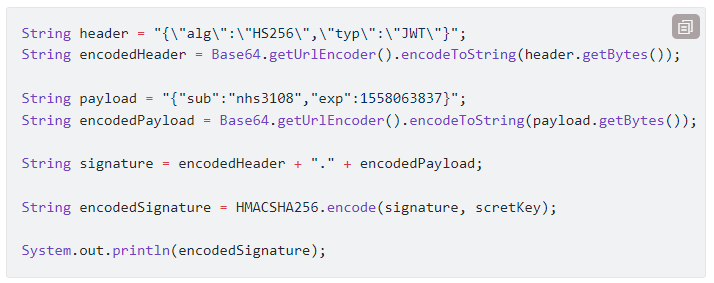 String header = "{\"alg\":\"HS256\",\"typ\":\"JWT\"}";
String encodedHeader = Base64.getUrlEncoder().encodeToString(header.getBytes());
String payload = "{"sub":"nhs3108","exp":1558063837}";
String encodedPayload = Base64.getUrlEncoder().encodeToString(payload.getBytes());
String signature = encodedHeader + "." + encodedPayload;
String encodedSignature = HMACSHA256.encode(signature, scretKey);
System.out.println(encodedSignature);